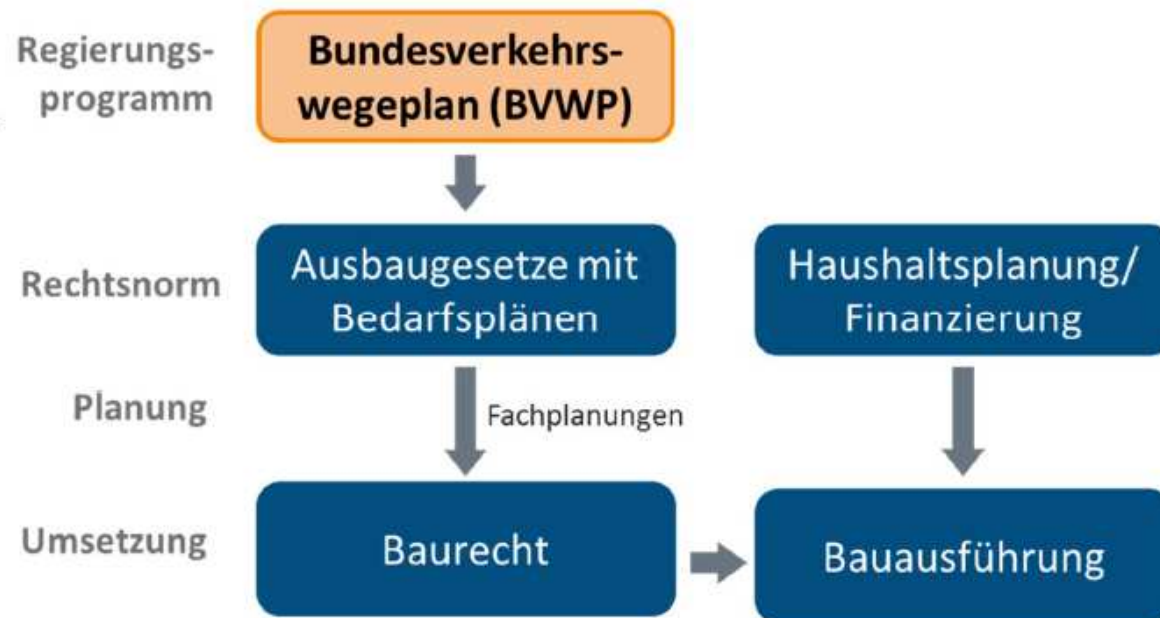 Regierungs-
programm
Bundesverkehrs-
wegeplan (BVWP)
Rechtsnorm
Ausbaugesetze mit
Bedarfsplänen
Haushaltsplanung/
Finanzierung
Planung
Fachplanungen
Umsetzung
Baurecht
Bauausführung